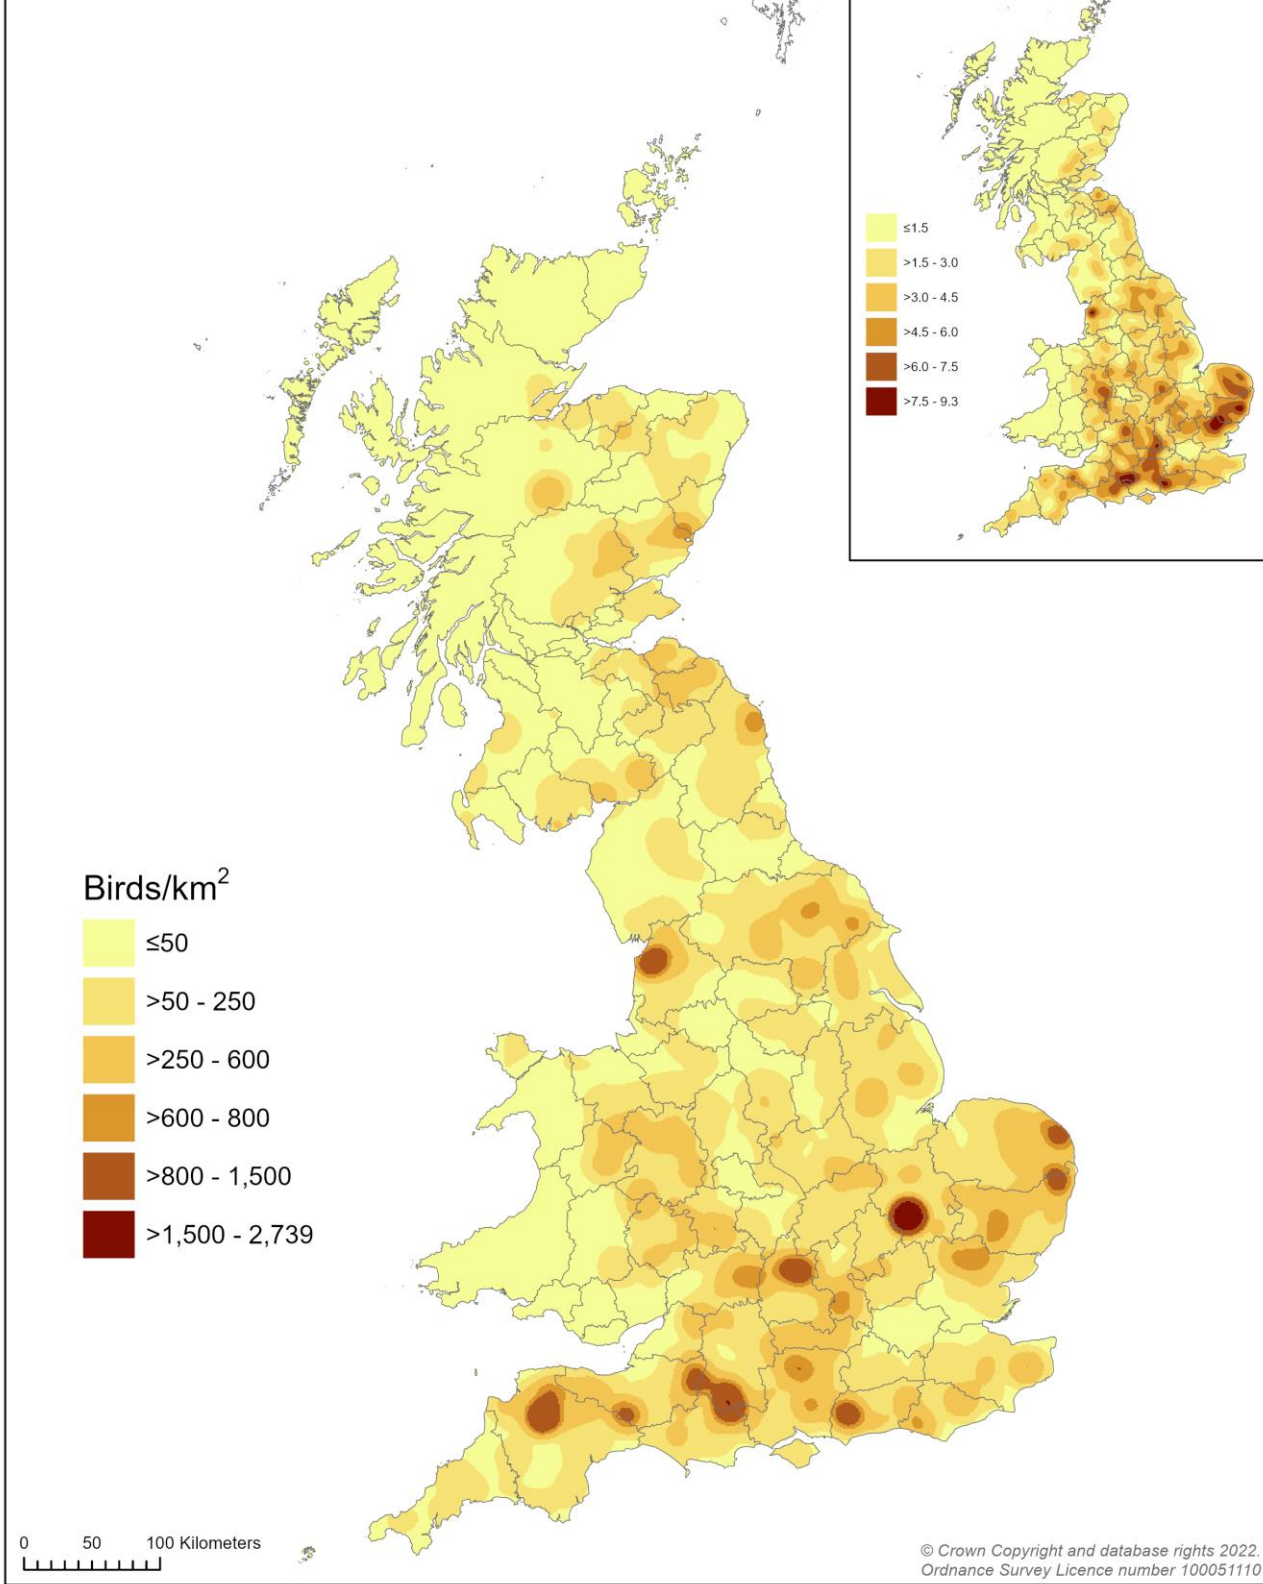 ≤1.5
>1.5 - 3.0
>3.0 - 4.5
>4.5 - 6.0
>6.0 - 7.5
>7.5 - 9.3
Birds/km²
≤50
>50 - 250
>250 - 600
>600 - 800
>800 - 1,500
>1,500 - 2,739
0 50 100 Kilometers
© Crown Copyright and database rights 2022.
Ordnance Survey Licence number 100051110